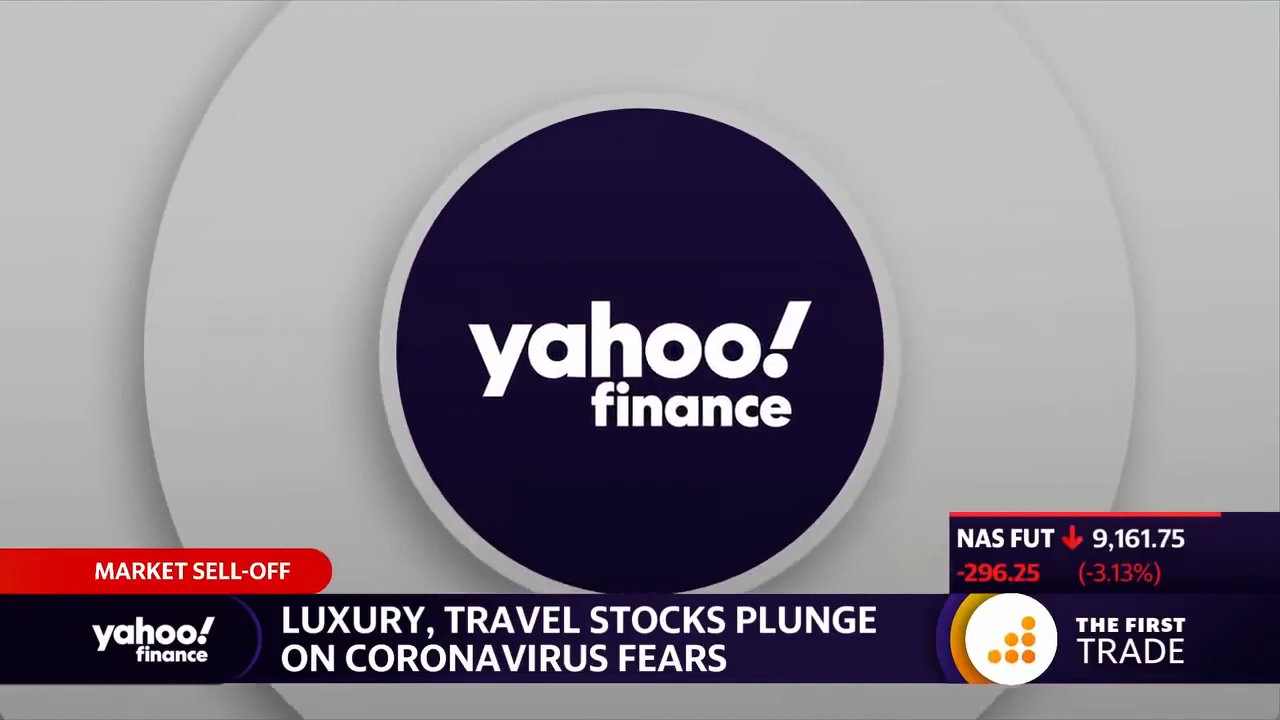 yahoo!
finance
NAS FUT 9,161.75
-296.25 (-3.13%)
MARKET SELL-OFF
yahoo!
finance
LUXURY, TRAVEL STOCKS PLUNGE
ON CORONAVIRUS FEARS
THE FIRST
TRADE